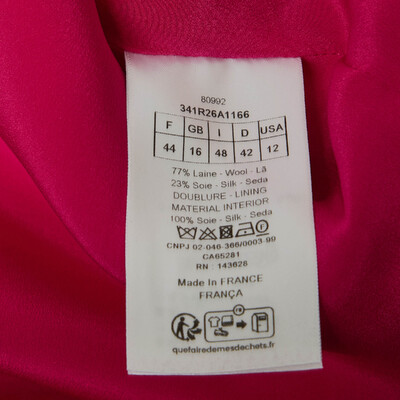 80992
341R26A1166
F GB I D USA
44 16 48 42 12
77% Laine - Wool - Lã
23% Soie - Silk - Seda
DOUBLURE - LINING
MATERIAL INTERIOR
100% Soie - Silk - Seda
CNPJ 02-046-366/0003-99
CA65281
RN : 143628
Made In FRANCE
FRANÇA
FR
quefairedemesdechets.fr